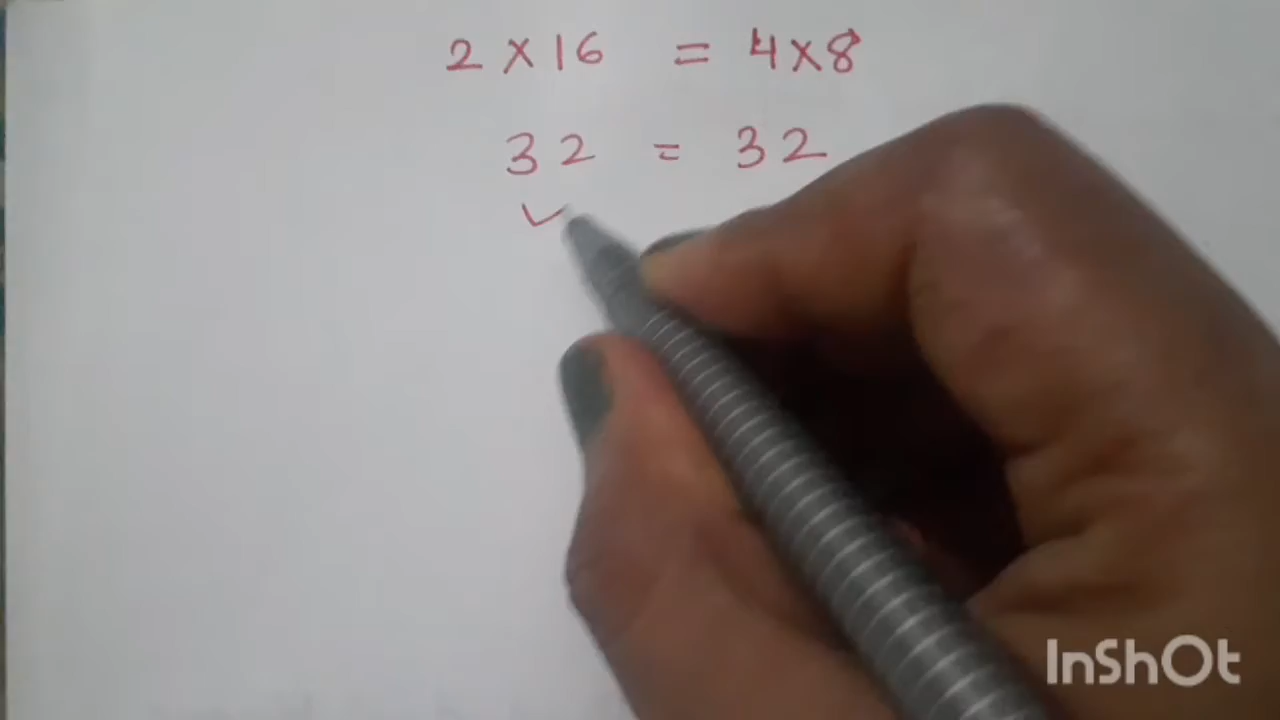 2 × 16 = 4 × 8
32 = 32
InShOt